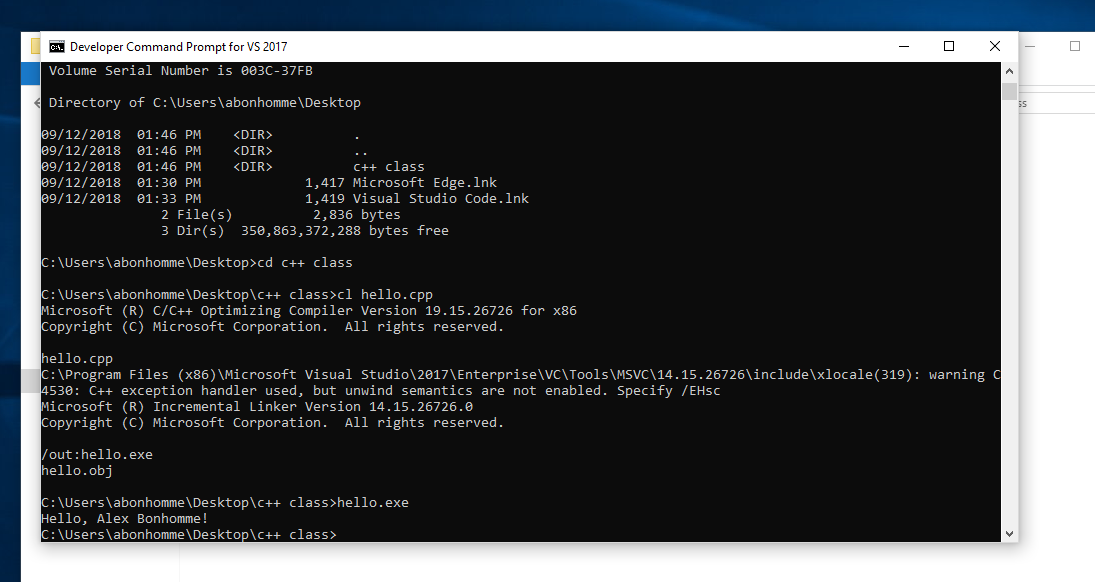 Developer Command Prompt for VS 2017
Volume Serial Number is 003C-37FB
Directory of C:\Users\abonhomme\Desktop
09/12/2018  01:46 PM    <DIR>          .
09/12/2018  01:46 PM    <DIR>          ..
09/12/2018  01:46 PM    <DIR>          c++ class
09/12/2018  01:30 PM             1,417 Microsoft Edge.lnk
09/12/2018  01:33 PM             1,419 Visual Studio Code.lnk
2 File(s)          2,836 bytes
3 Dir(s)  350,863,372,288 bytes free
C:\Users\abonhomme\Desktop>cd c++ class
C:\Users\abonhomme\Desktop\c++ class>cl hello.cpp
Microsoft (R) C/C++ Optimizing Compiler Version 19.15.26726 for x86
Copyright (C) Microsoft Corporation.  All rights reserved.
hello.cpp
C:\Program Files (x86)\Microsoft Visual Studio\2017\Enterprise\VC\Tools\MSVC\14.15.26726\include\xlocale(319): warning C
4530: C++ exception handler used, but unwind semantics are not enabled. Specify /EHsc
Microsoft (R) Incremental Linker Version 14.15.26726.0
Copyright (C) Microsoft Corporation.  All rights reserved.
/out:hello.exe
hello.obj
C:\Users\abonhomme\Desktop\c++ class>hello.exe
Hello, Alex Bonhomme!
C:\Users\abonhomme\Desktop\c++ class>